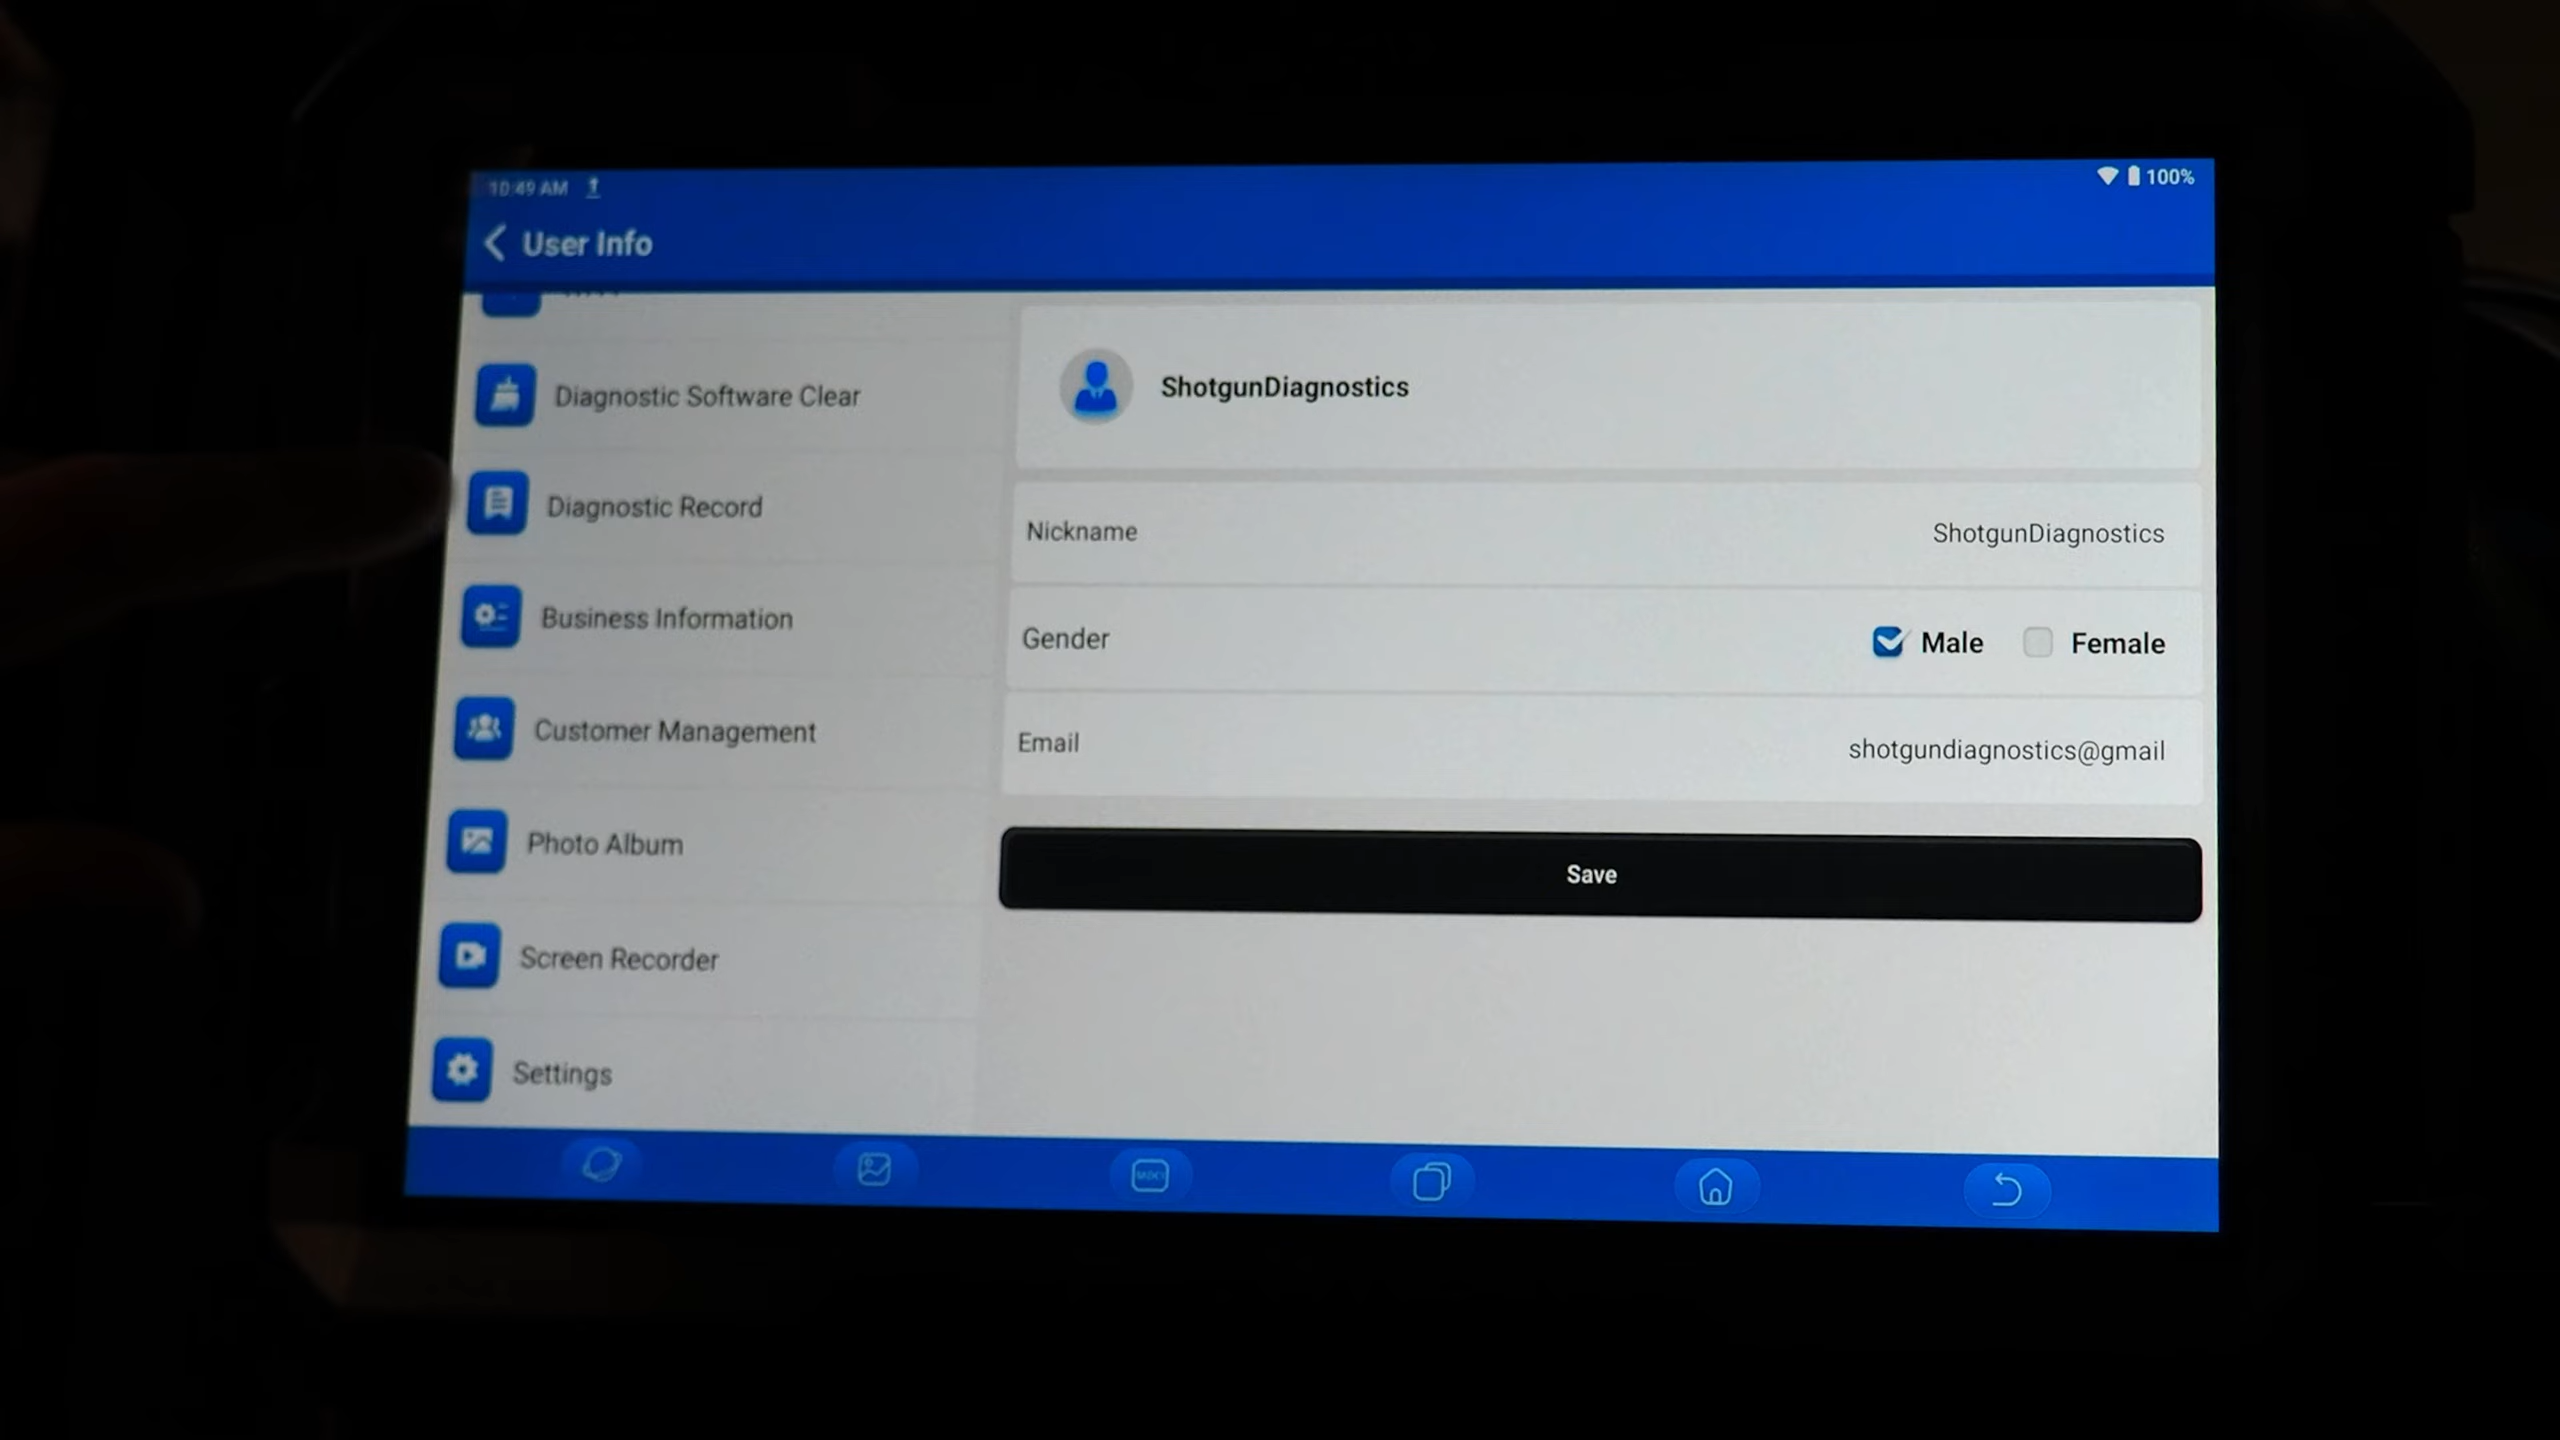 10:49 AM
100%
User Info
Diagnostic Software Clear
Diagnostic Record
Business Information
Customer Management
Photo Album
Screen Recorder
Settings
ShotgunDiagnostics
Nickname ShotgunDiagnostics
Gender Male Female
Email shotgundiagnostics@gmail
Save